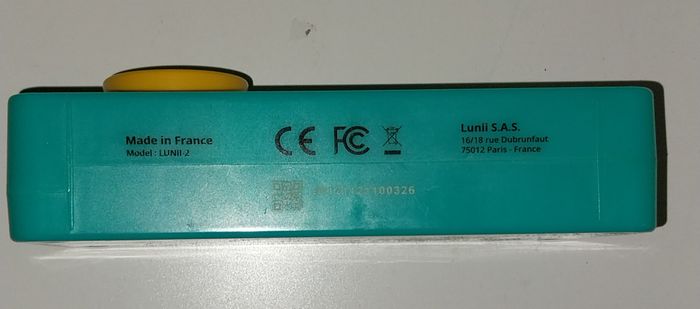 Made in France
Model : LUNII-2
CE FC
Lunii S.A.S.
16/18 rue Dubrunfaut
75012 Paris - France